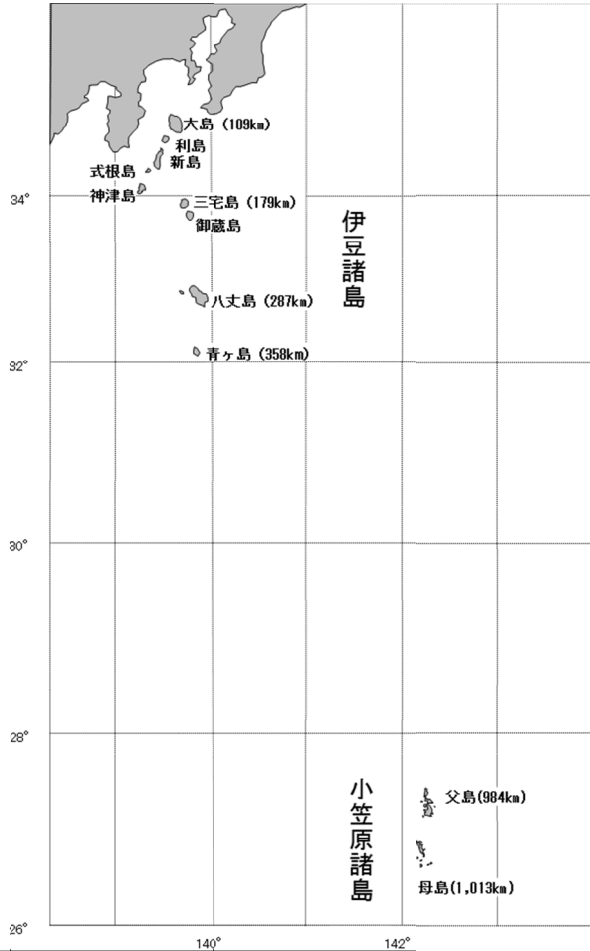 大島 (109km)
利島
新島
式根島
神津島
34°
三宅島 (179km)
御蔵島
伊豆諸島
八丈島 (287km)
32°
青ヶ島 (358km)
30°
28°
小笠原諸島
父島(984km)
母島(1,013km)
26°
140°
142°